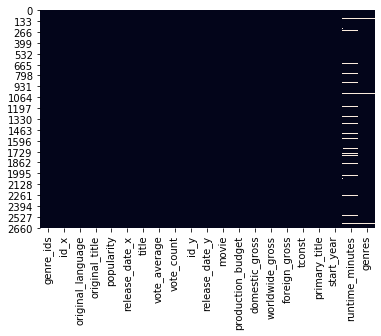 0
133
266
399
532
665
798
931
1064
1197
1330
1463
1596
1729
1862
1995
2128
2261
2394
2527
2660
genre_ids
id_x
original_language
original_title
popularity
release_date_x
title
vote_average
vote_count
id_y
release_date_y
movie
production_budget
domestic_gross
worldwide_gross
foreign_gross
tconst
primary_title
start_year
runtime_minutes
genres